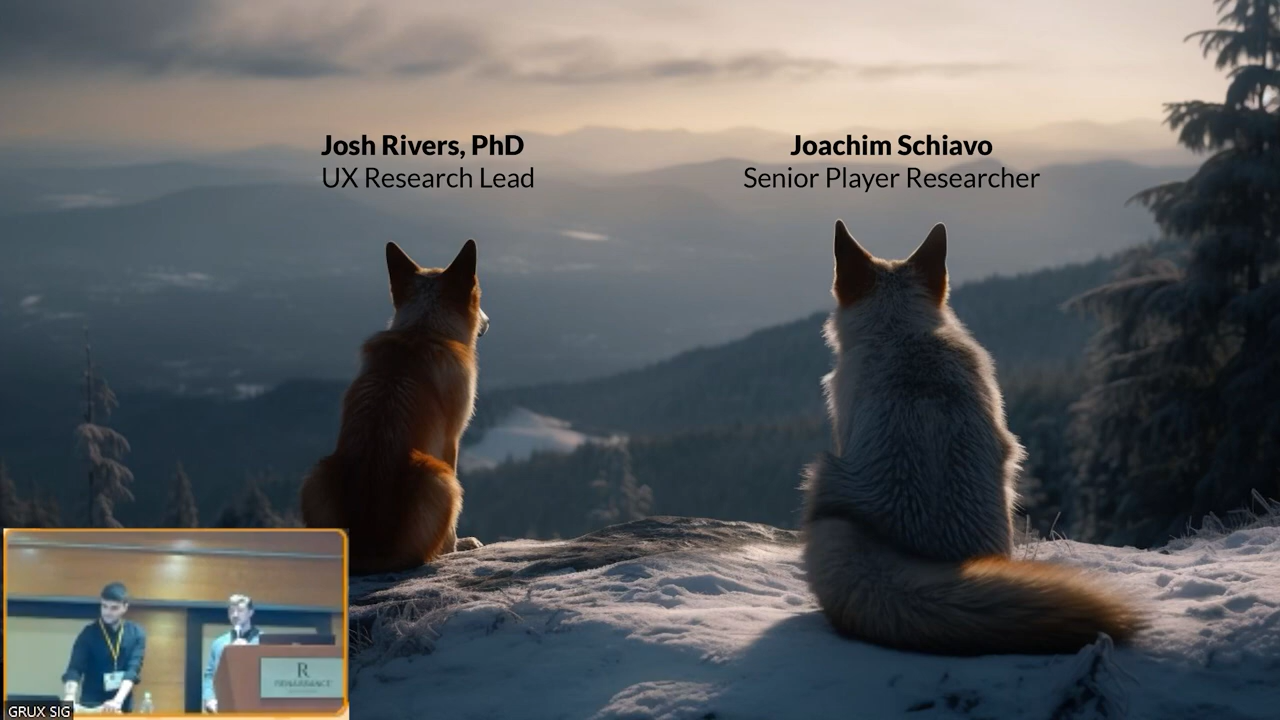 Josh Rivers, PhD
UX Research Lead
Joachim Schiavo
Senior Player Researcher
R
GRUX SIG